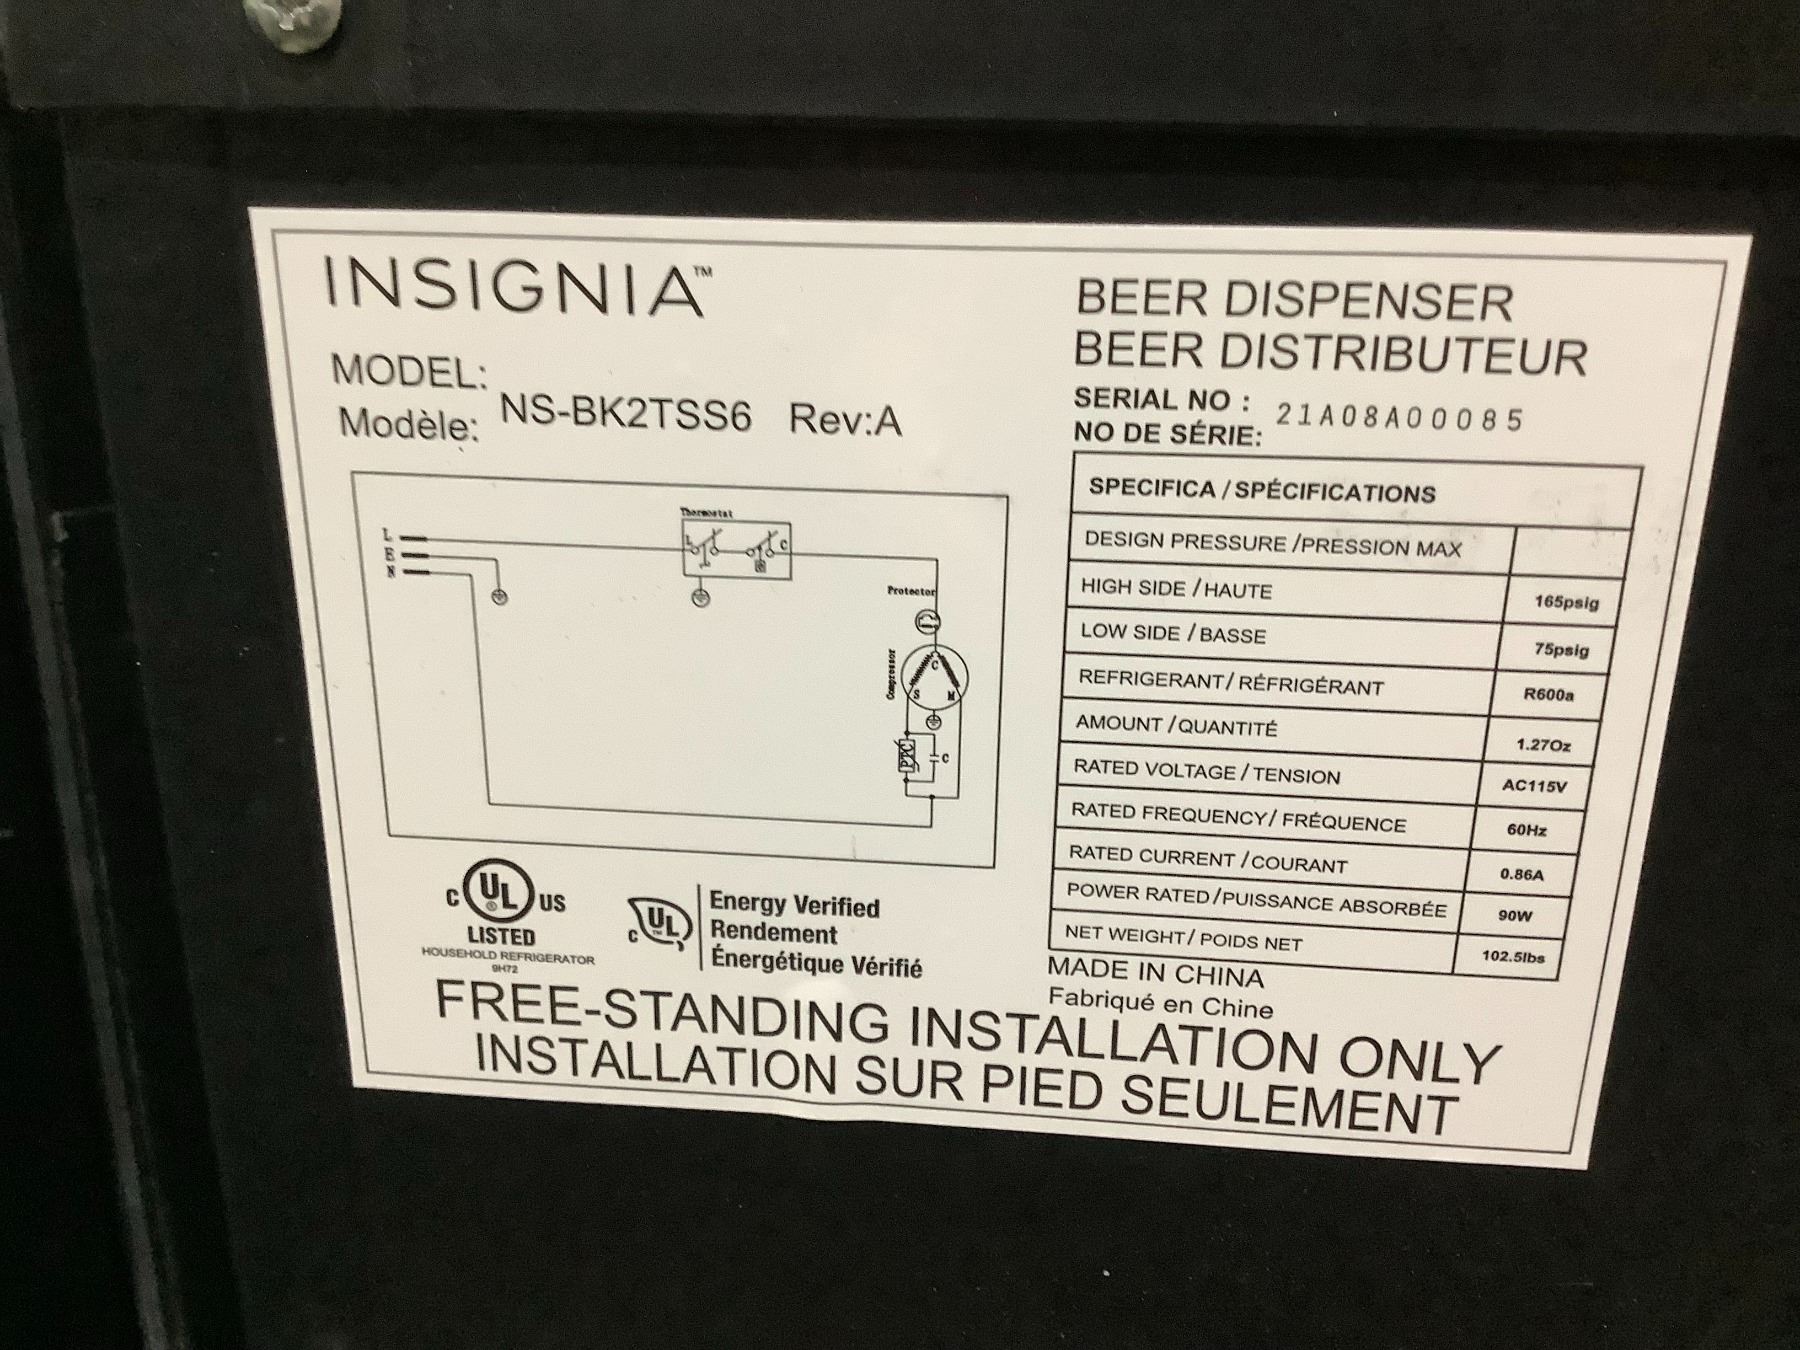 INSIGNIA™
MODEL:
Modèle:
NS-BK2TSS6 Rev:A
L
E
N
Thermostat
L
C
Protector
Compressor
C
S M
PTC
C
C UL ® US
LISTED
HOUSEHOLD REFRIGERATOR
9H72
C UL ™
Energy Verified
Rendement
Énergétique Vérifié
BEER DISPENSER
BEER DISTRIBUTEUR
SERIAL NO :
NO DE SÉRIE:
21A08A00085
SPECIFICA / SPÉCIFICATIONS
DESIGN PRESSURE /PRESSION MAX
HIGH SIDE / HAUTE 165psig
LOW SIDE / BASSE 75psig
REFRIGERANT/ RÉFRIGÉRANT R600a
AMOUNT /QUANTITÉ 1.27Oz
RATED VOLTAGE / TENSION AC115V
RATED FREQUENCY/ FRÉQUENCE 60Hz
RATED CURRENT /COURANT 0.86A
POWER RATED/PUISSANCE ABSORBÉE 90W
NET WEIGHT/ POIDS NET 102.5lbs
MADE IN CHINA
Fabriqué en Chine
FREE-STANDING INSTALLATION ONLY
INSTALLATION SUR PIED SEULEMENT